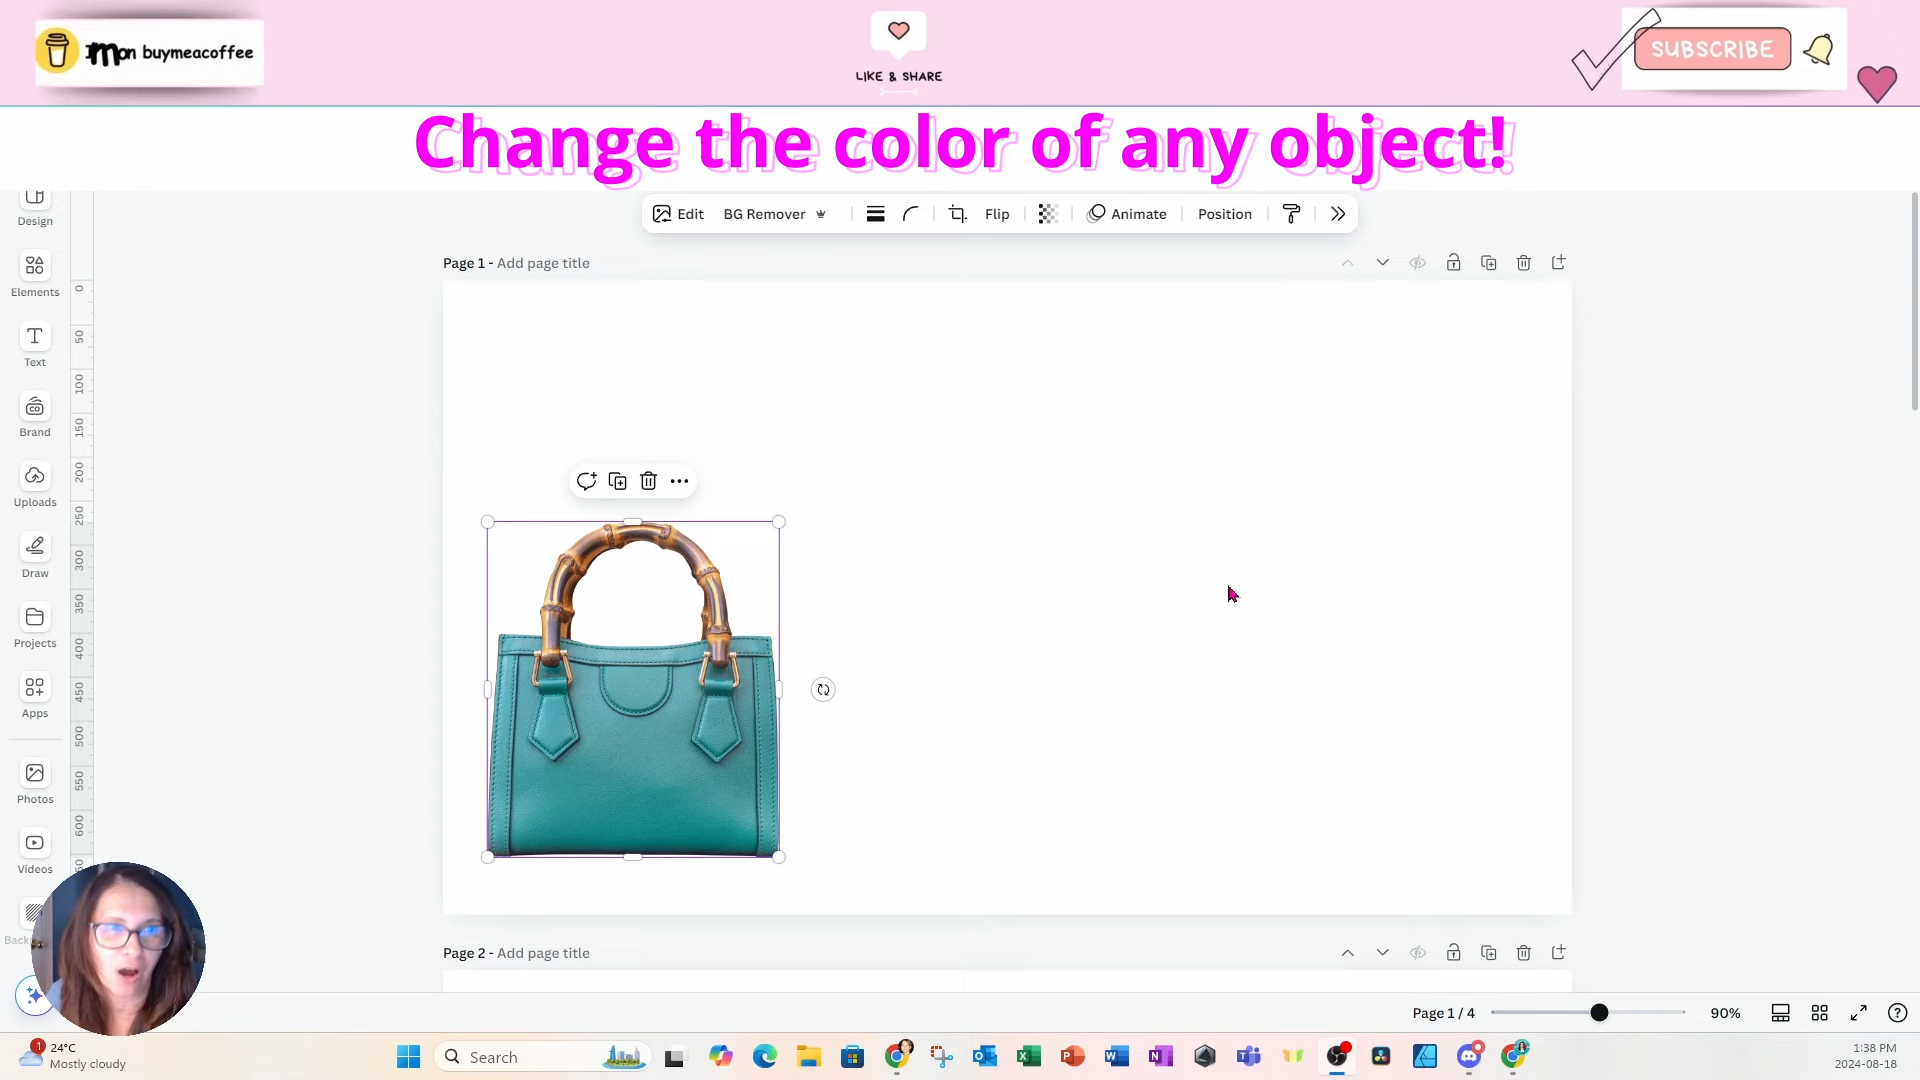 Mon buymeacoffee
LIKE & SHARE
SUBSCRIBE
Change the color of any object!
Design
Elements
Text
Brand
Uploads
Draw
Projects
Apps
Photos
Videos
Edit
BG Remover
Flip
Animate
Position
Page 1 - Add page title
0
50
100
150
200
250
300
350
400
450
500
550
600
CO
Page 2 - Add page title
Page 1 / 4
90%
1
24°C
Mostly cloudy
Search
1:38 PM
2024-08-18